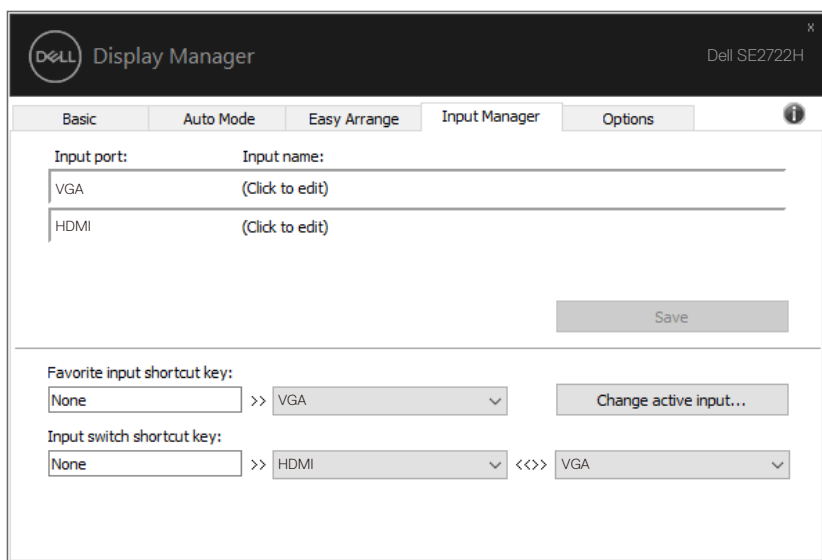 x
DELL Display Manager Dell SE2722H
Basic Auto Mode Easy Arrange Input Manager Options i
Input port: Input name:
VGA (Click to edit)
HDMI (Click to edit)
Save
Favorite input shortcut key:
None >> VGA Change active input...
Input switch shortcut key:
None >> HDMI <<>> VGA